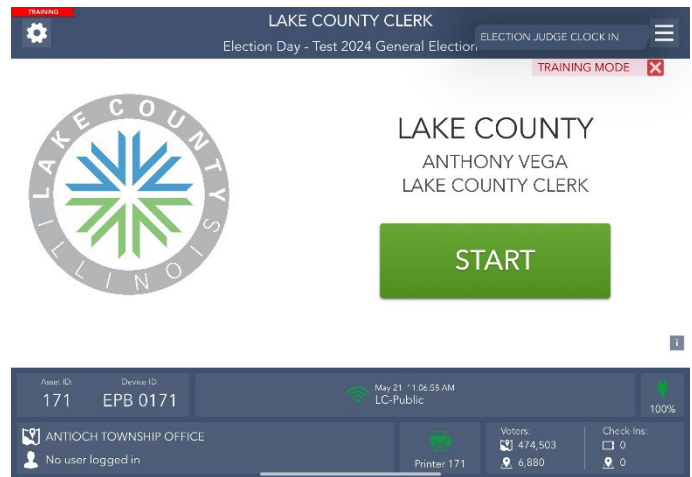 TRAINING
LAKE COUNTY CLERK
Election Day - Test 2024 General Election
ELECTION JUDGE CLOCK IN
TRAINING MODE
LAKE COUNTY
ILLINOIS
LAKE COUNTY
ANTHONY VEGA
LAKE COUNTY CLERK
START
i
Asset ID:
171
Device ID:
EPB 0171
May 21 11:06:58 AM
LC-Public
100%
ANTIOCH TOWNSHIP OFFICE
No user logged in
Printer 171
Voters:
474,503
6,880
Check-Ins:
0
0